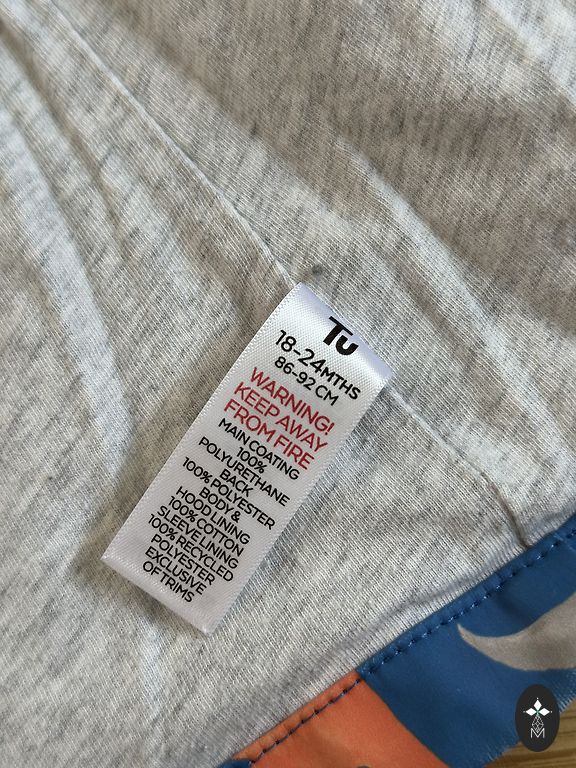 Tu
18-24MTHS
86-92 CM
WARNING!
KEEP AWAY
FROM FIRE
MAIN COATING
100%
POLYURETHANE
BACK
100% POLYESTER
BODY &
HOOD LINING
100% COTTON
SLEEVE LINING
100% RECYCLED
POLYESTER
EXCLUSIVE
OF TRIMS
M